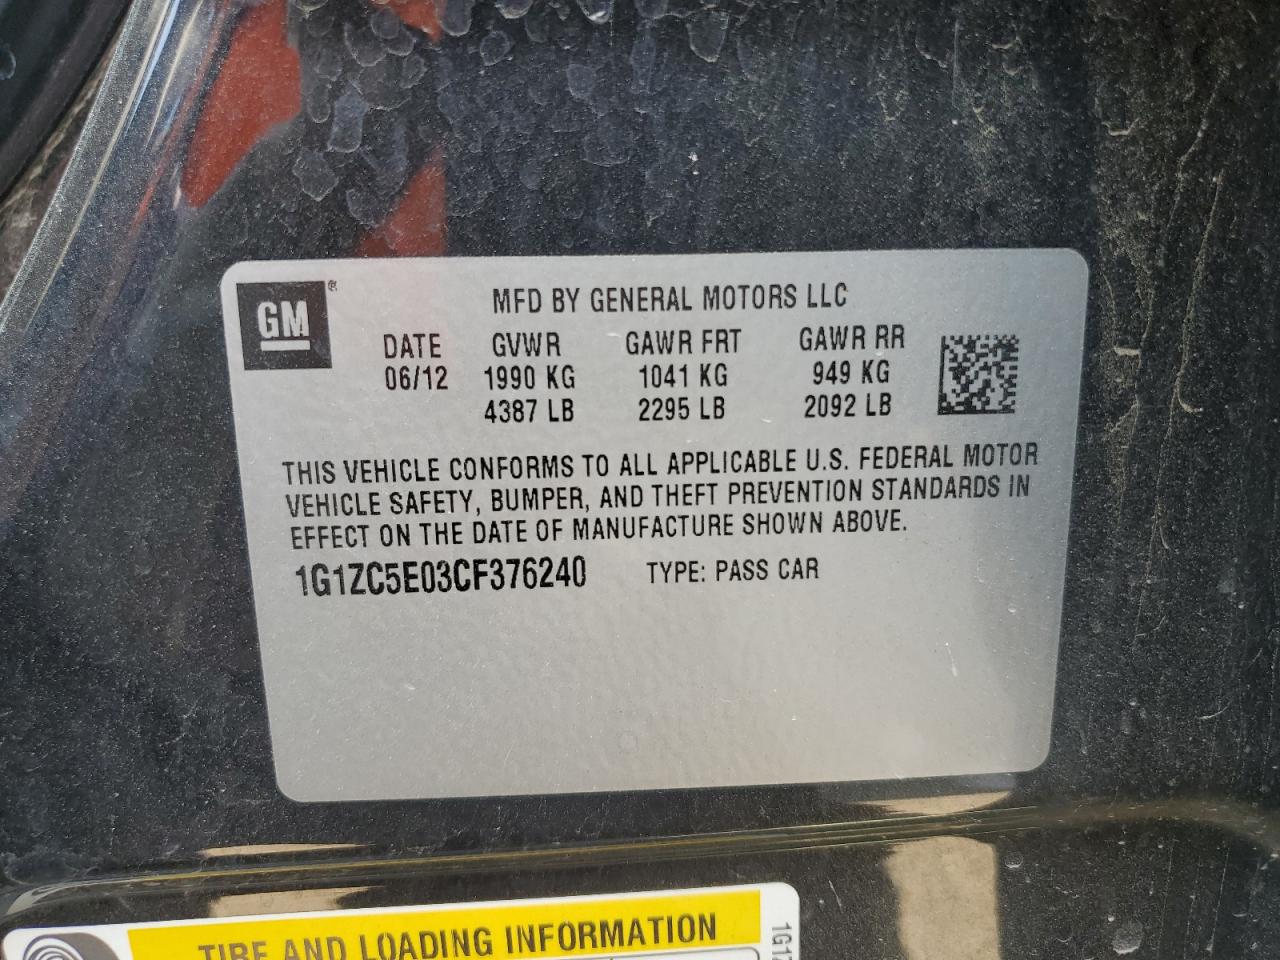 GM ®
MFD BY GENERAL MOTORS LLC
DATE GVWR GAWR FRT GAWR RR
06/12 1990 KG 1041 KG 949 KG
4387 LB 2295 LB 2092 LB
THIS VEHICLE CONFORMS TO ALL APPLICABLE U.S. FEDERAL MOTOR
VEHICLE SAFETY, BUMPER, AND THEFT PREVENTION STANDARDS IN
EFFECT ON THE DATE OF MANUFACTURE SHOWN ABOVE.
1G1ZC5E03CF376240 TYPE: PASS CAR
TIRE AND LOADING INFORMATION